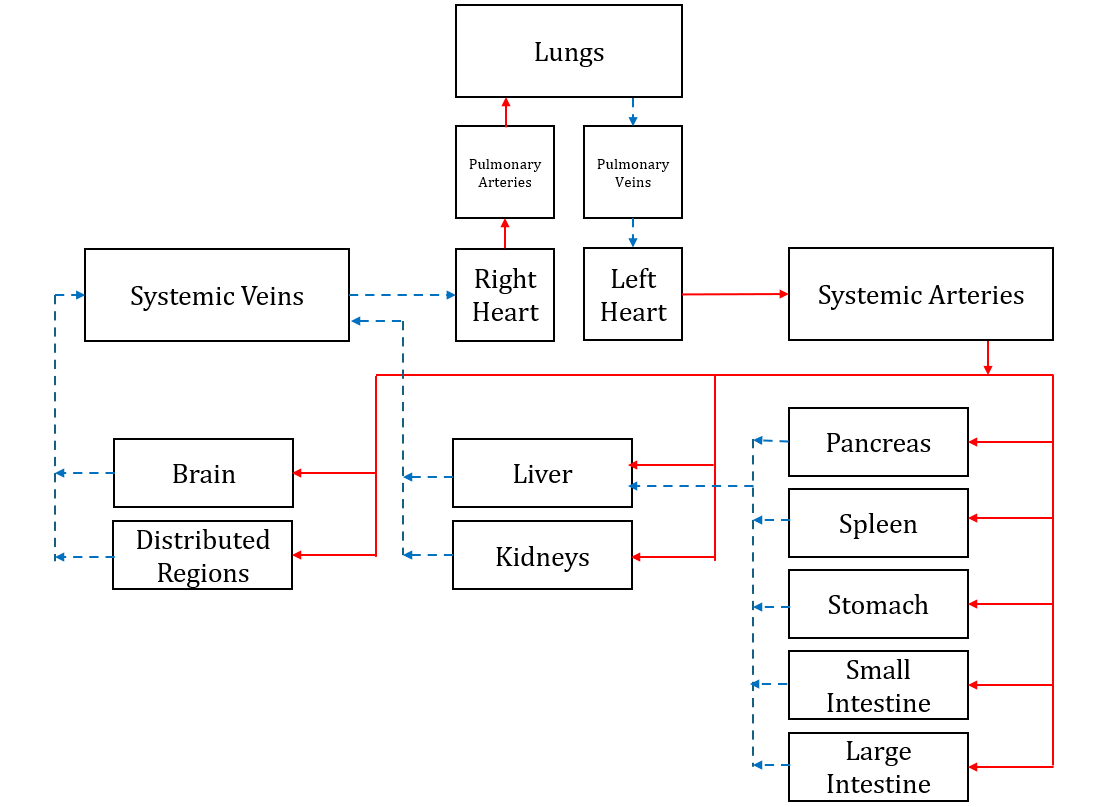 Lungs
Pulmonary
Arteries
Pulmonary
Veins
Systemic Veins
Right
Heart
Left
Heart
Systemic Arteries
Brain
Distributed
Regions
Liver
Kidneys
Pancreas
Spleen
Stomach
Small
Intestine
Large
Intestine